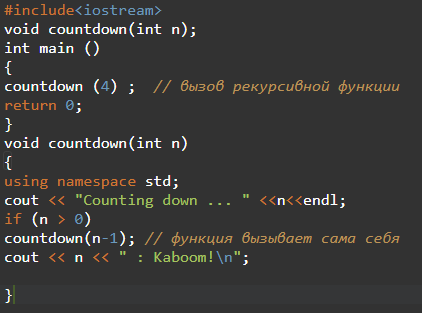 #include<iostream>
void countdown(int n);
int main ()
{
countdown (4) ;  // вызов рекурсивной функции
return 0;
}
void countdown(int n)
{
using namespace std;
cout << "Counting down ... " <<n<<endl;
if (n > 0)
countdown(n-1); // функция вызывает сама себя
cout << n << " : Kaboom!\n";
}